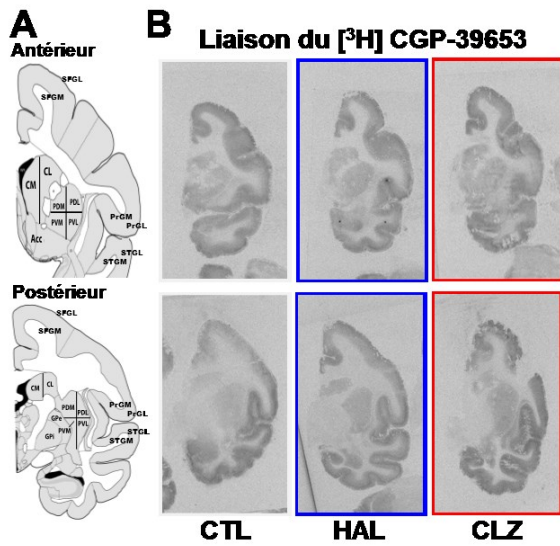 A
Antérieur
SFGL
SFGM
CL
CM
PDM PDL
PVM PVL
PrGM
PrGL
Acc
STGL
STGM
Postérieur
SFGL
SFGM
CM CL
PDM PDL
PrGM
PrGL
GPe
PVL
PVM
STGL
GPi
STGM
B
Liaison du [³H] CGP-39653
CTL
HAL
CLZ